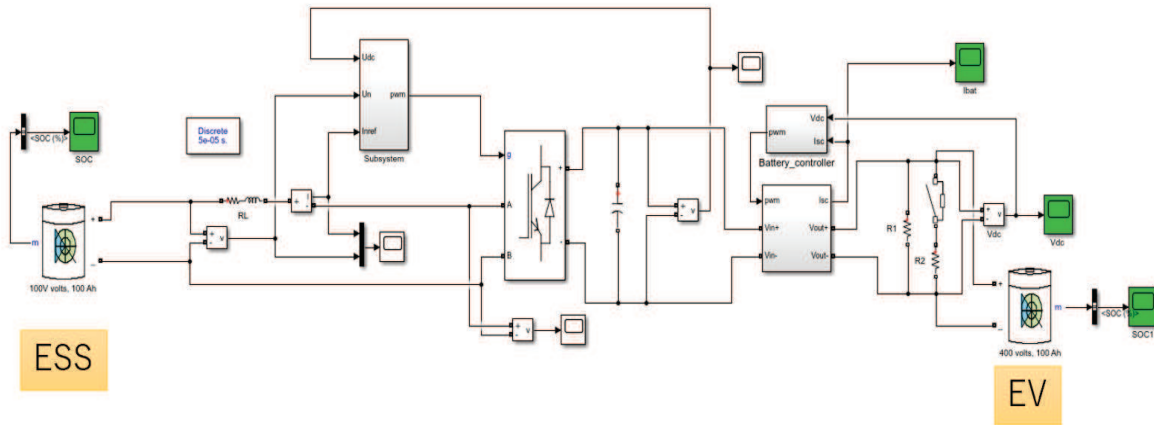 Udc
Un
Inref
pwm
Subsystem
<SOC (%)>
SOC
Discrete
5e-05 s.
+
m
_
100V volts, 100 Ah
RL
+
-
v
+
i
-
g
A
B
+
-
+
-
v
+
-
v
Ibat
Vdc
pwm
Isc
Battery_controller
pwm
Isc
Vin+
Vout+
Vin-
Vout-
R1
R2
+
-
v
Vdc
Vdc
+
m
_
400 volts, 100 Ah
<SOC (%)>
SOC1
ESS
EV